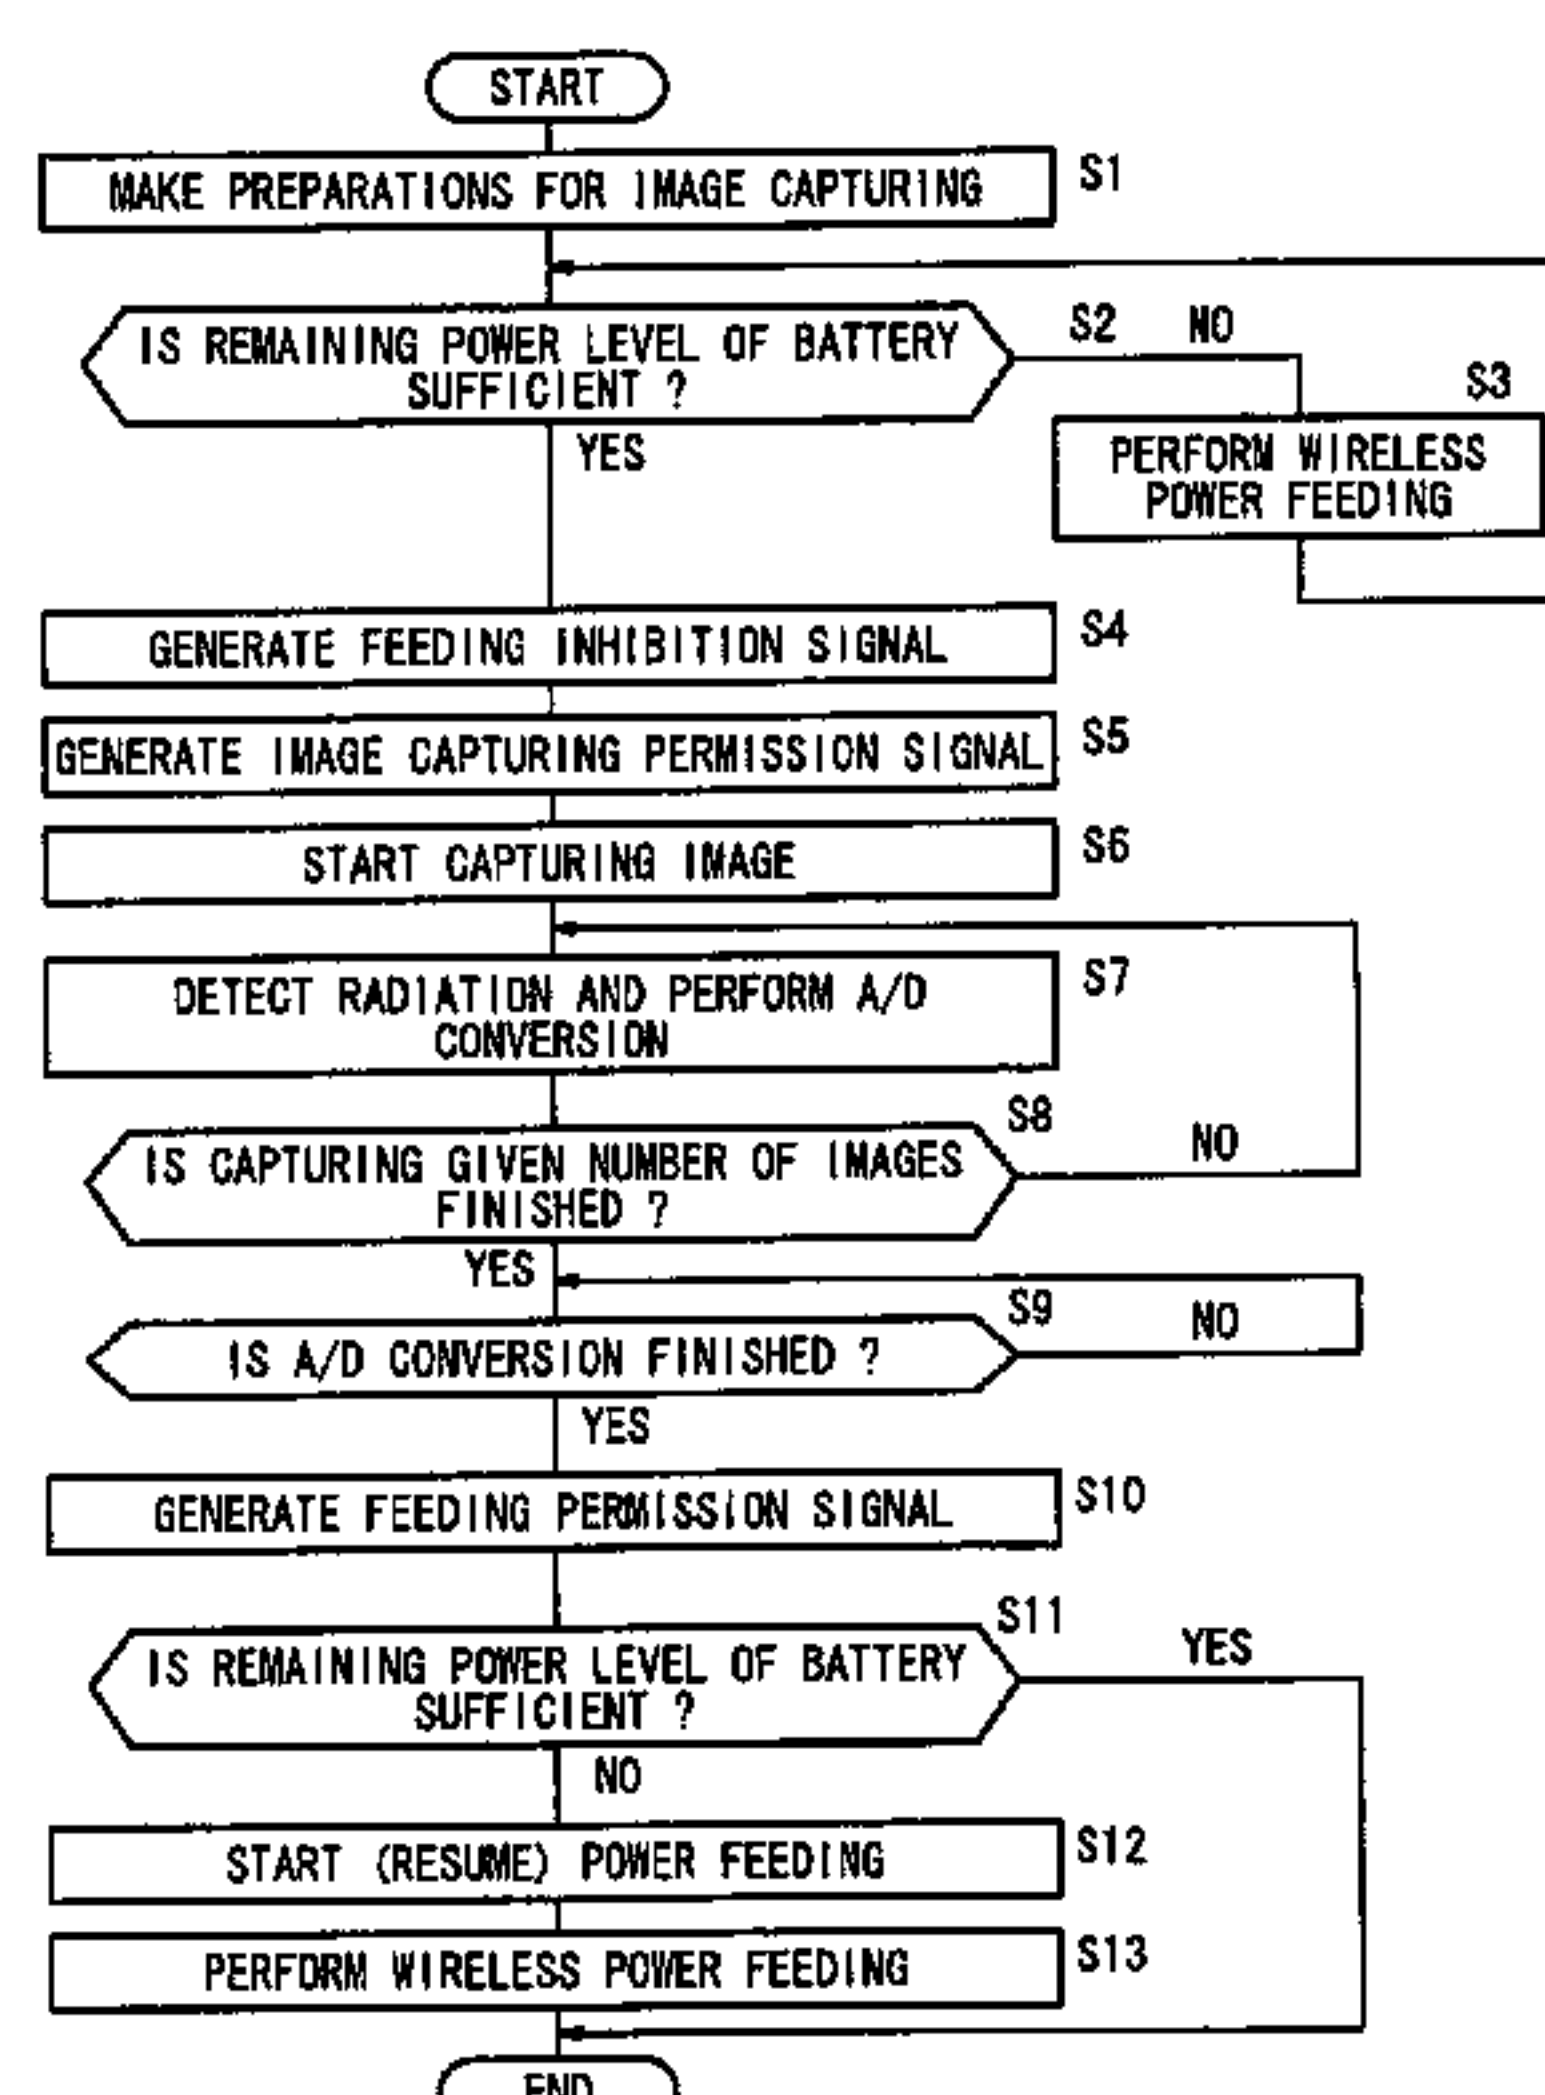 START
MAKE PREPARATIONS FOR IMAGE CAPTURING
S1
IS REMAINING POWER LEVEL OF BATTERY
SUFFICIENT ?
S2
NO
YES
S3
PERFORM WIRELESS
POWER FEEDING
GENERATE FEEDING INHIBITION SIGNAL
S4
GENERATE IMAGE CAPTURING PERMISSION SIGNAL
S5
START CAPTURING IMAGE
S6
DETECT RADIATION AND PERFORM A/D
CONVERSION
S7
IS CAPTURING GIVEN NUMBER OF IMAGES
FINISHED ?
S8
NO
YES
IS A/D CONVERSION FINISHED ?
S9
NO
YES
GENERATE FEEDING PERMISSION SIGNAL
S10
IS REMAINING POWER LEVEL OF BATTERY
SUFFICIENT ?
S11
YES
NO
START (RESUME) POWER FEEDING
S12
PERFORM WIRELESS POWER FEEDING
S13
END